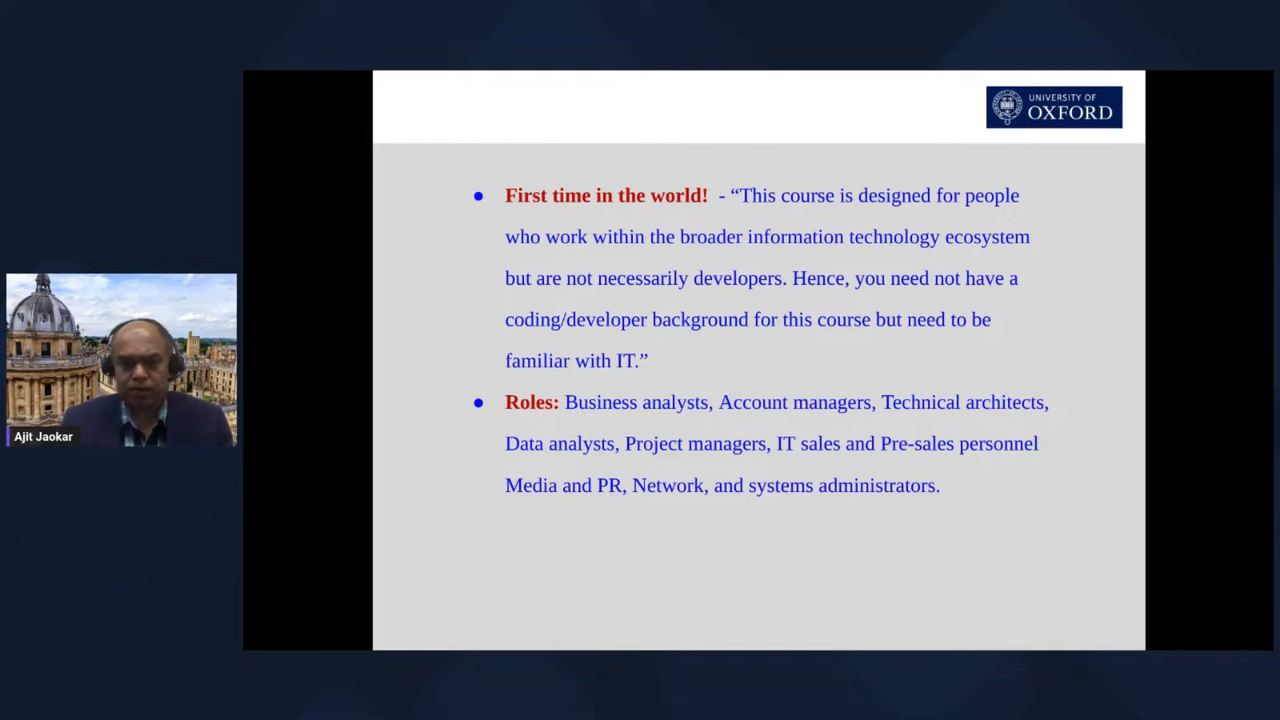 UNIVERSITY OF
OXFORD
● First time in the world! - “This course is designed for people
who work within the broader information technology ecosystem
but are not necessarily developers. Hence, you need not have a
coding/developer background for this course but need to be
familiar with IT.”
● Roles: Business analysts, Account managers, Technical architects,
Data analysts, Project managers, IT sales and Pre-sales personnel
Media and PR, Network, and systems administrators.
Ajit Jaokar